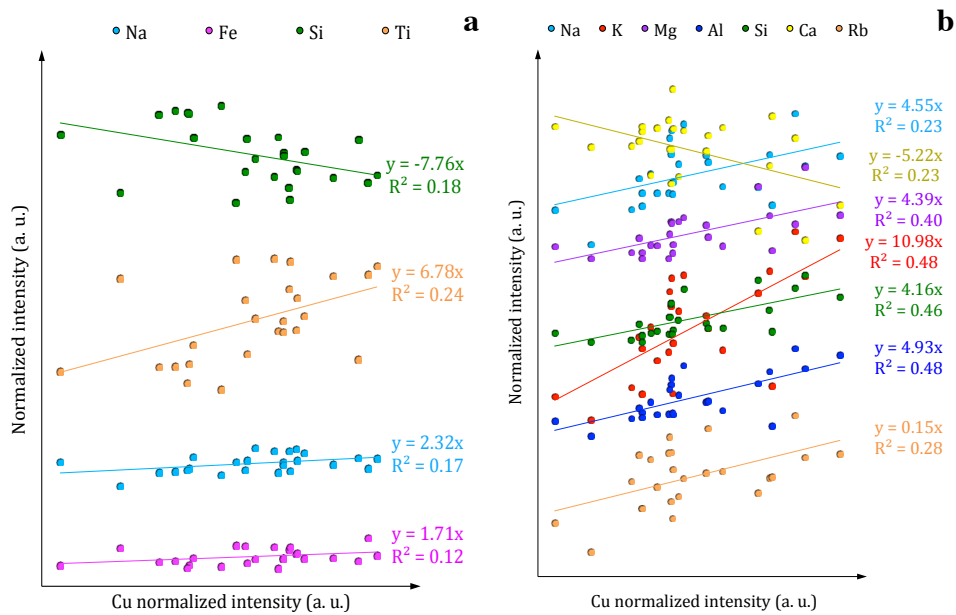 Na Fe Si Ti a
Normalized intensity (a. u.)
y = -7.76x
R² = 0.18
y = 6.78x
R² = 0.24
y = 2.32x
R² = 0.17
y = 1.71x
R² = 0.12
Cu normalized intensity (a. u.)
Na K Mg Al Si Ca Rb b
Normalized intensity (a. u.)
y = 4.55x
R² = 0.23
y = -5.22x
R² = 0.23
y = 4.39x
R² = 0.40
y = 10.98x
R² = 0.48
y = 4.16x
R² = 0.46
y = 4.93x
R² = 0.48
y = 0.15x
R² = 0.28
Cu normalized intensity (a. u.)